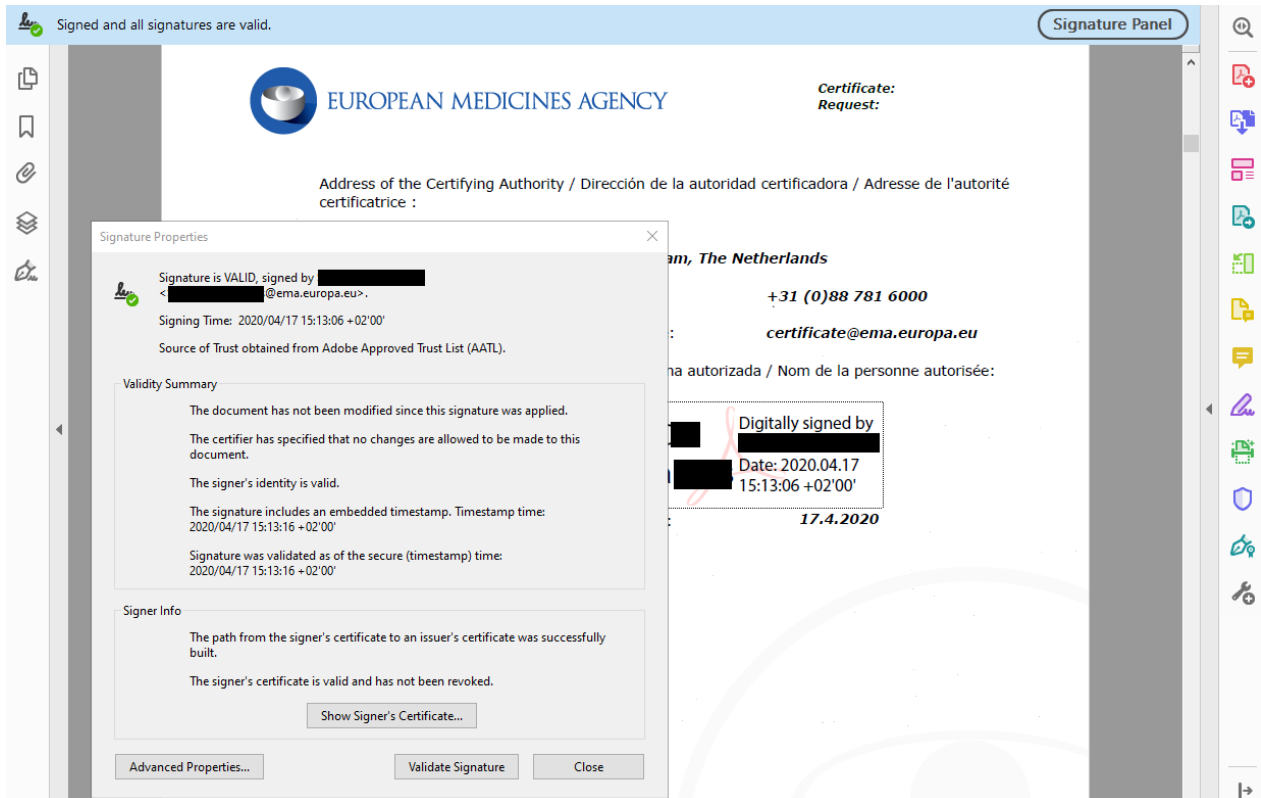 Signed and all signatures are valid.
Signature Panel
EUROPEAN MEDICINES AGENCY
Certificate:
Request:
Address of the Certifying Authority / Dirección de la autoridad certificadora / Adresse de l'autorité
certificatrice :
am, The Netherlands
+31 (0)88 781 6000
: certificate@ema.europa.eu
na autorizada / Nom de la personne autorisée:
Digitally signed by
Date: 2020.04.17
15:13:06 +02'00'
: 17.4.2020
Signature Properties
Signature is VALID, signed by
< @ema.europa.eu>.
Signing Time: 2020/04/17 15:13:06 +02'00'
Source of Trust obtained from Adobe Approved Trust List (AATL).
Validity Summary
The document has not been modified since this signature was applied.
The certifier has specified that no changes are allowed to be made to this
document.
The signer's identity is valid.
The signature includes an embedded timestamp. Timestamp time:
2020/04/17 15:13:16 +02'00'
Signature was validated as of the secure (timestamp) time:
2020/04/17 15:13:16 +02'00'
Signer Info
The path from the signer's certificate to an issuer's certificate was successfully
built.
The signer's certificate is valid and has not been revoked.
Show Signer's Certificate...
Advanced Properties...
Validate Signature
Close